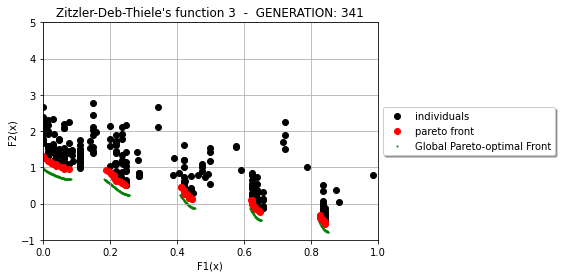 Zitzler-Deb-Thiele's function 3 - GENERATION: 341
5
4
3
2
1
0
−1
F2(x)
0.0 0.2 0.4 0.6 0.8 1.0
F1(x)
individuals
pareto front
Global Pareto-optimal Front